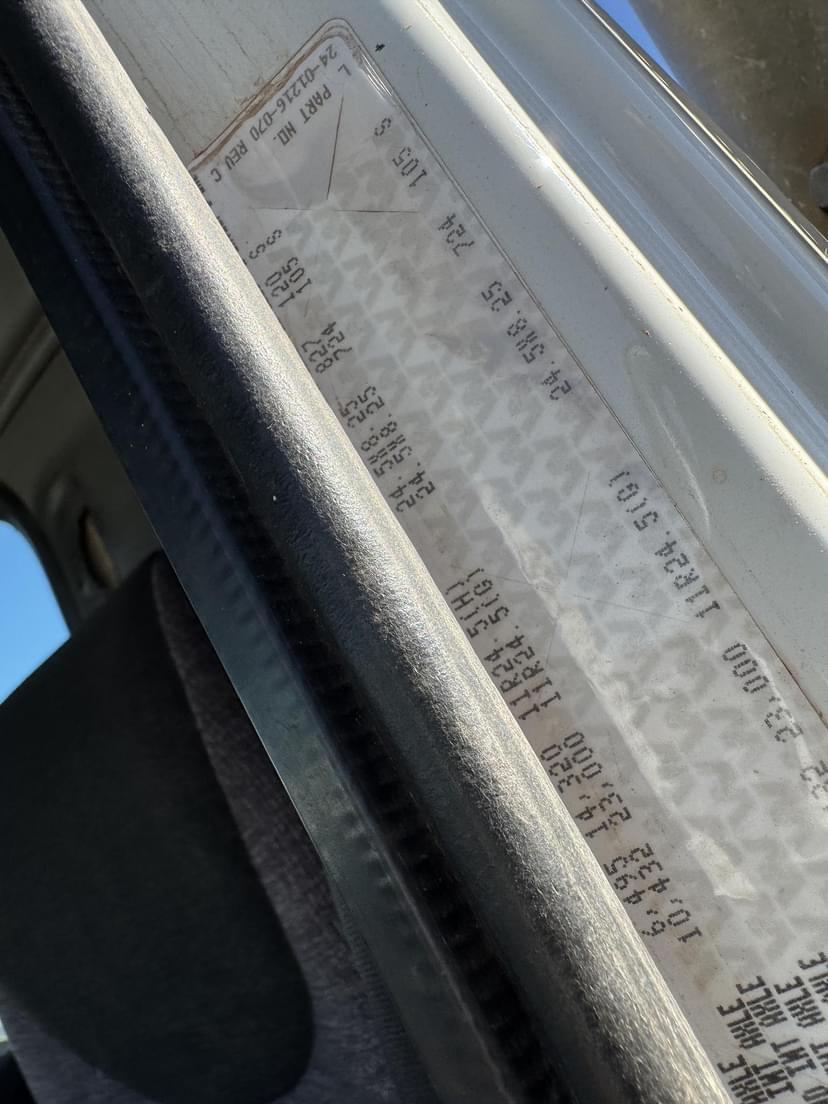 AXLE 6,495 14,320 11R24.5(H) 24.5X8.25 827 120 S
INT AXLE 10,432 23,000 11R24.5(G) 24.5X8.25 724 105 S
INT AXLE
AXLE
23,000 11R24.5(G) 24.5X8.25 724 105 S
PART NO.
24-01216-070 REV C